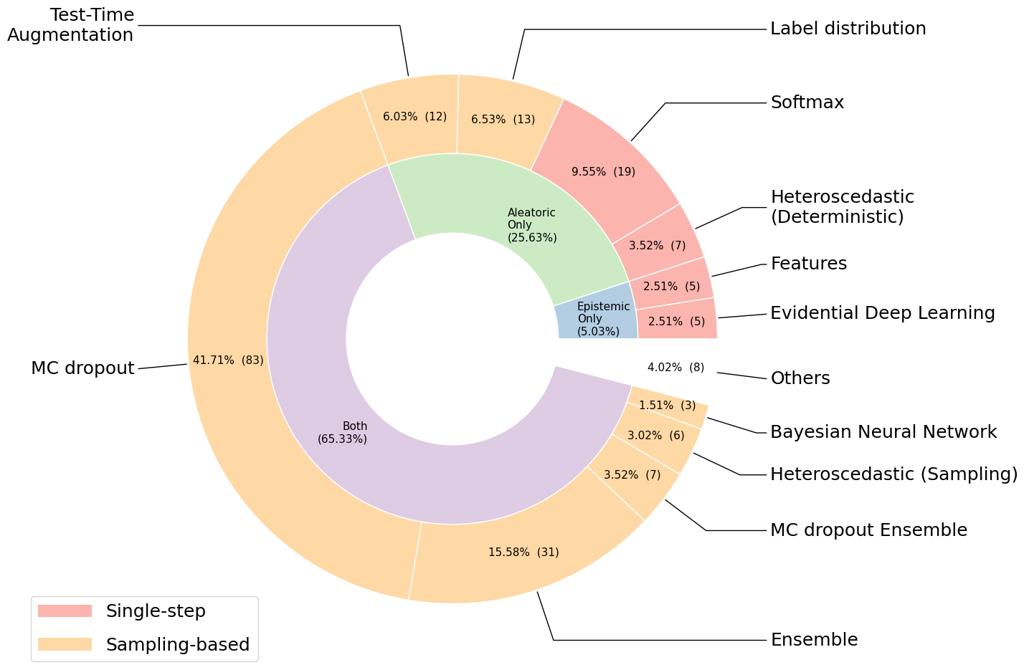 Test-Time
Augmentation
Label distribution
Softmax
6.03% (12)
6.53% (13)
9.55% (19)
Heteroscedastic
(Deterministic)
Aleatoric
Only
(25.63%)
3.52% (7)
Features
2.51% (5)
Epistemic
Only
(5.03%)
2.51% (5)
Evidential Deep Learning
MC dropout
41.71% (83)
4.02% (8)
Others
1.51% (3)
Bayesian Neural Network
Both
(65.33%)
3.02% (6)
Heteroscedastic (Sampling)
3.52% (7)
MC dropout Ensemble
15.58% (31)
Ensemble
Single-step
Sampling-based